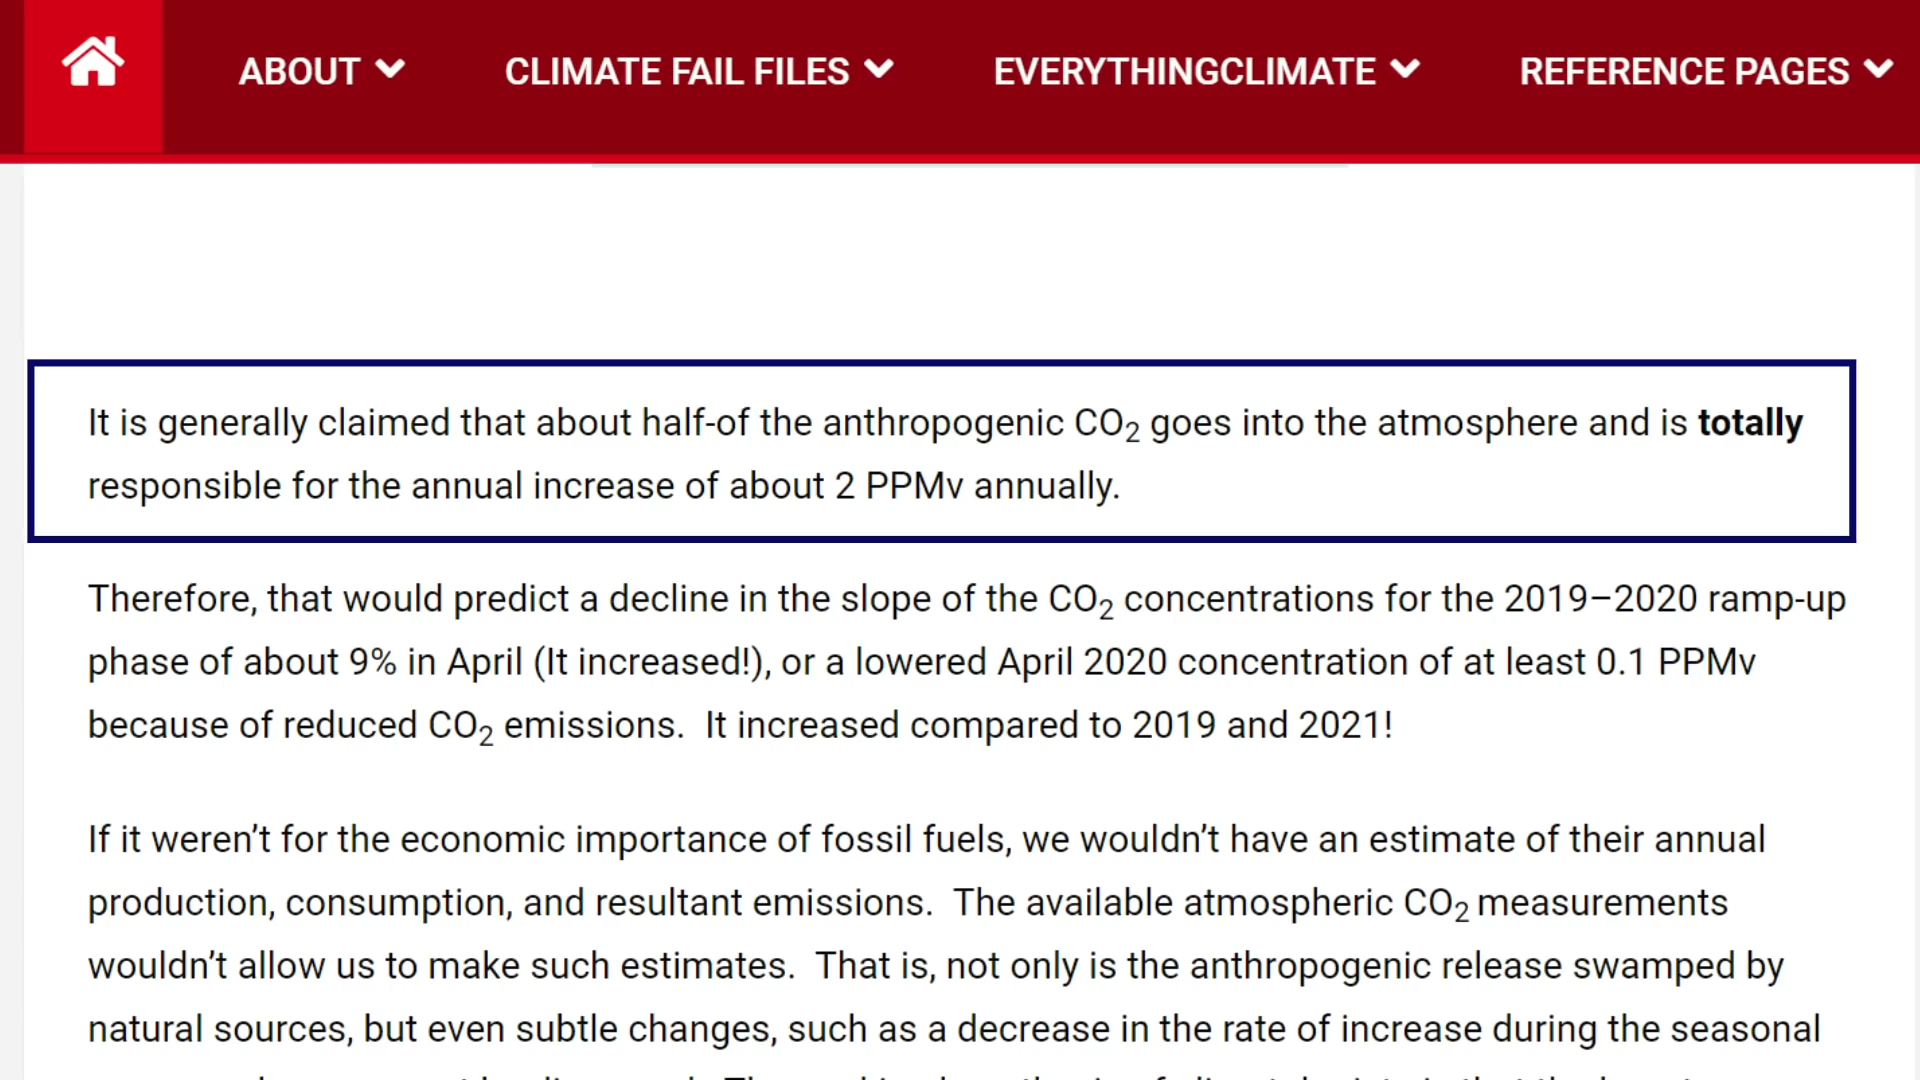 ABOUT CLIMATE FAIL FILES EVERYTHINGCLIMATE REFERENCE PAGES
It is generally claimed that about half-of the anthropogenic CO₂ goes into the atmosphere and is totally
responsible for the annual increase of about 2 PPMv annually.
Therefore, that would predict a decline in the slope of the CO₂ concentrations for the 2019–2020 ramp-up
phase of about 9% in April (It increased!), or a lowered April 2020 concentration of at least 0.1 PPMv
because of reduced CO₂ emissions.  It increased compared to 2019 and 2021!
If it weren’t for the economic importance of fossil fuels, we wouldn’t have an estimate of their annual
production, consumption, and resultant emissions.  The available atmospheric CO₂ measurements
wouldn’t allow us to make such estimates.  That is, not only is the anthropogenic release swamped by
natural sources, but even subtle changes, such as a decrease in the rate of increase during the seasonal